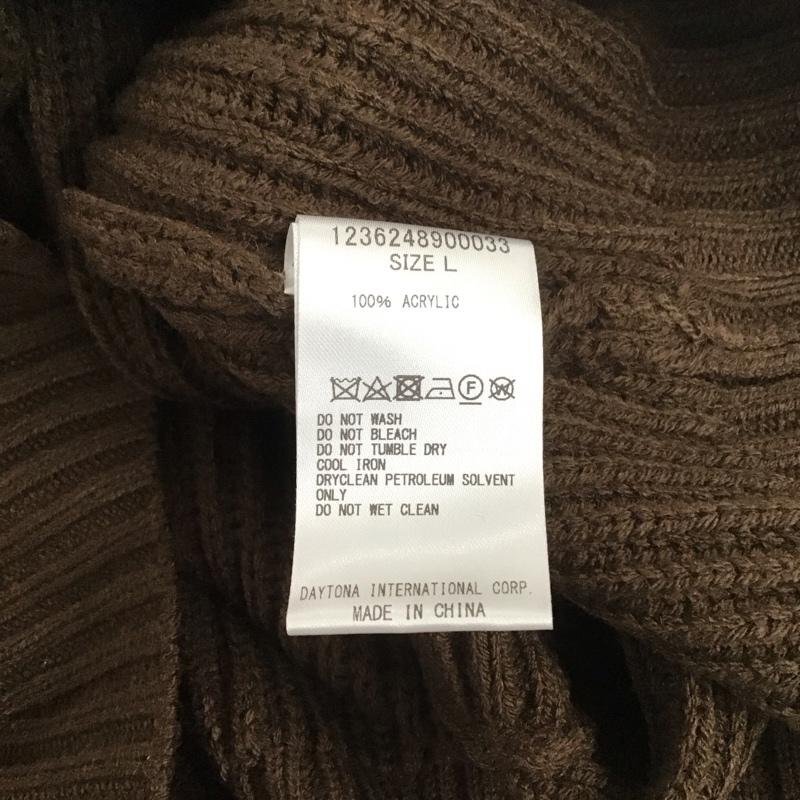 1236248900033
SIZE L
100% ACRYLIC
DO NOT WASH
DO NOT BLEACH
DO NOT TUMBLE DRY
COOL IRON
DRYCLEAN PETROLEUM SOLVENT
ONLY
DO NOT WET CLEAN
DAYTONA INTERNATIONAL CORP.
MADE IN CHINA